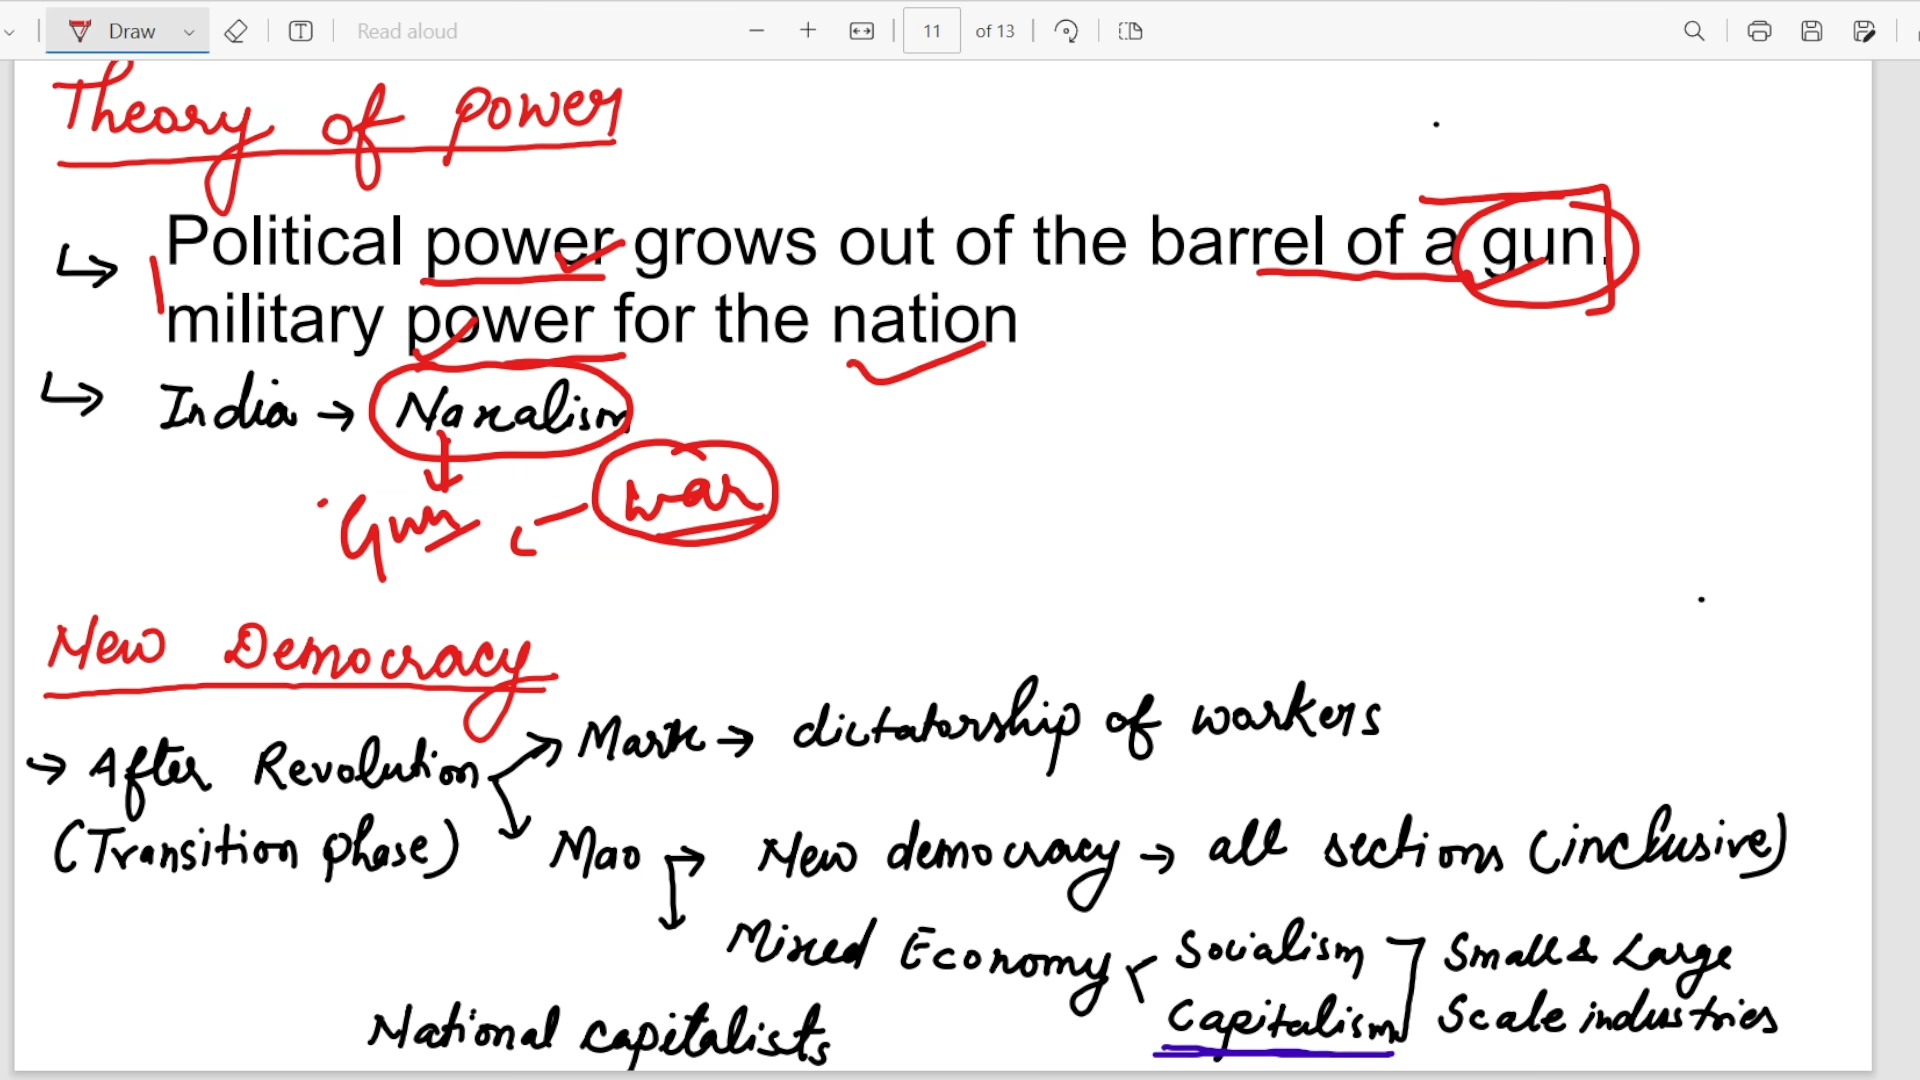 Draw
Read aloud
11 of 13
Theory of power
Political power grows out of the barrel of a gun.
military power for the nation
India → Naxalism
Gun
war
New Democracy
→ After Revolution
(Transition phase)
Marx → dictatorship of workers
Mao → New democracy → all sections (inclusive)
Mixed Economy
Socialism
Capitalism
Small & Large
Scale industries
National capitalists